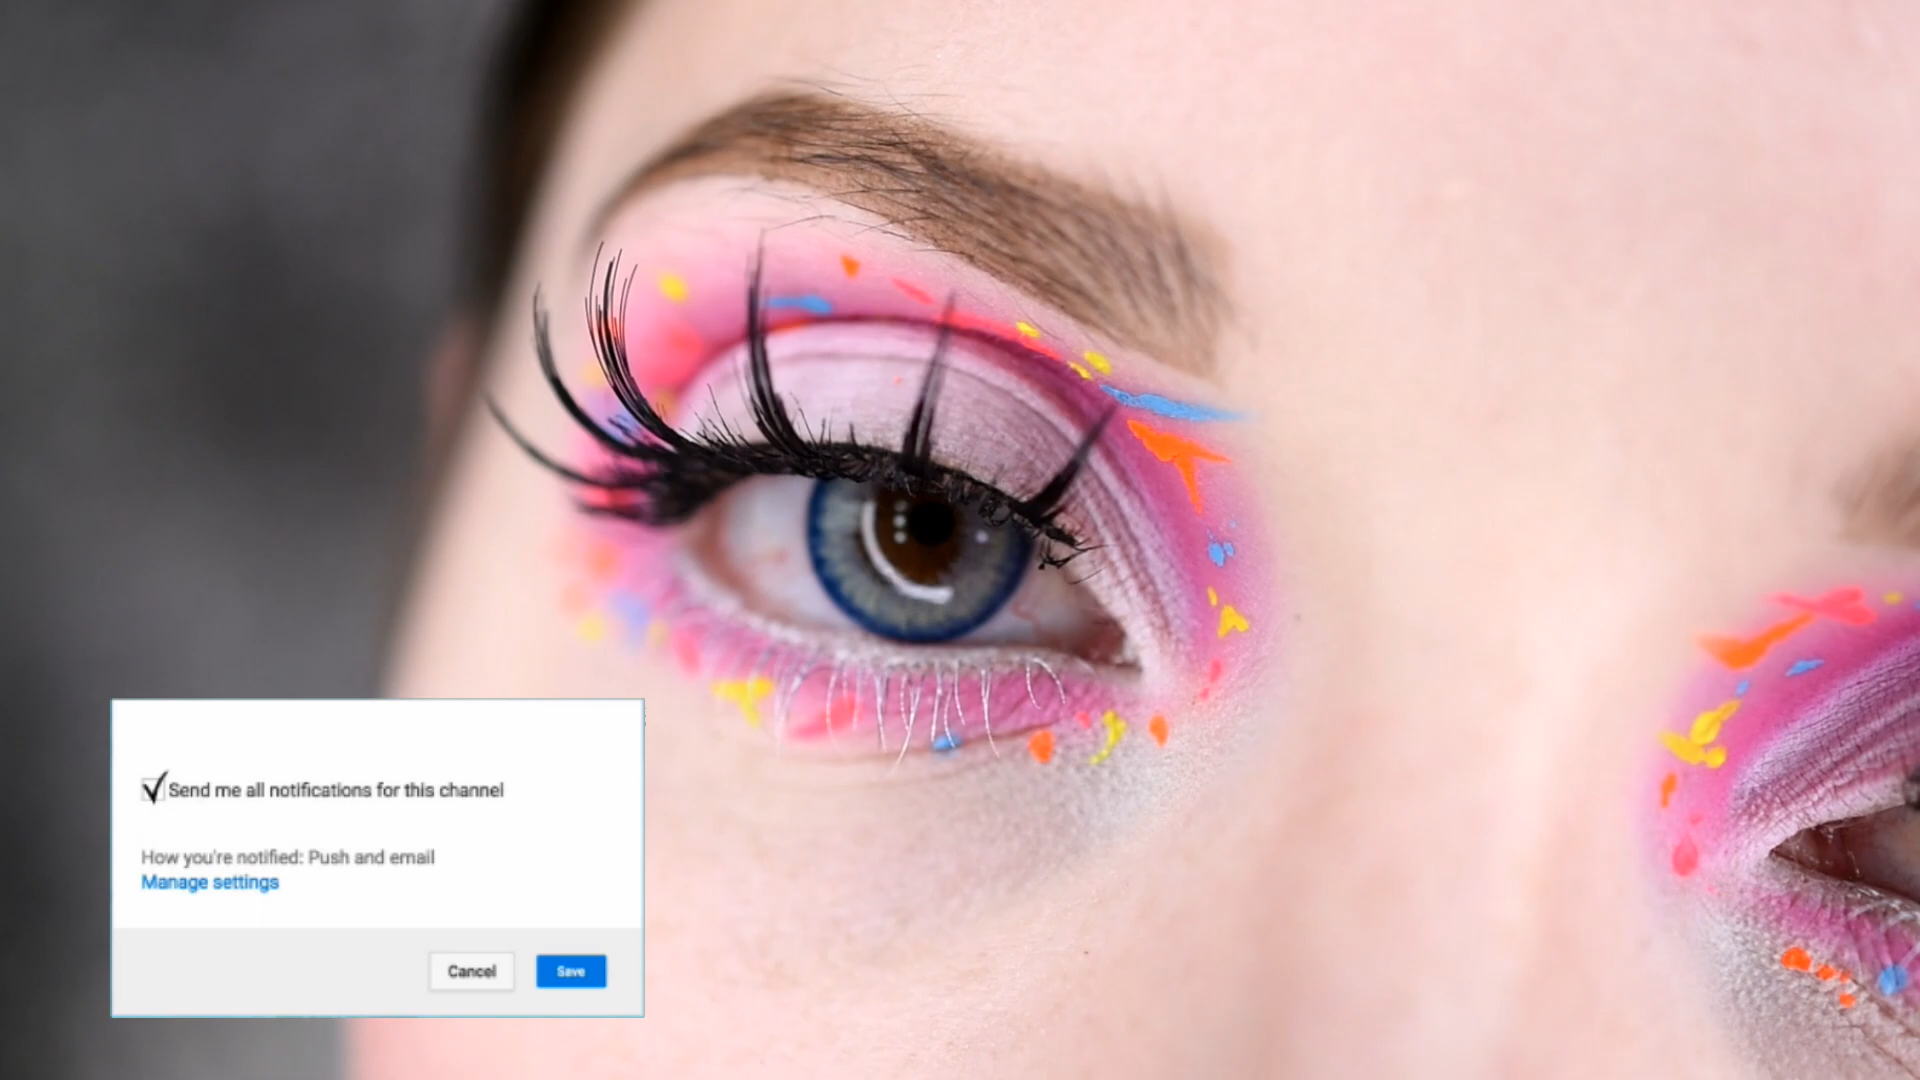 Send me all notifications for this channel
How you're notified: Push and email
Manage settings
Cancel
Save